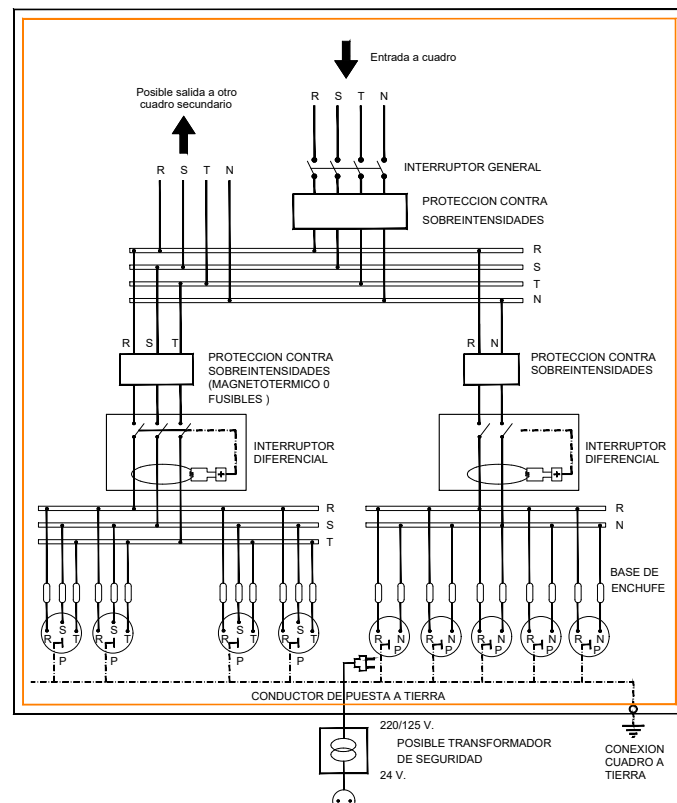 Entrada a cuadro
Posible salida a otro
cuadro secundario
R S T N
R S T N
INTERRUPTOR GENERAL
PROTECCION CONTRA
SOBREINTENSIDADES
R
S
T
N
R S T
R N
PROTECCION CONTRA
SOBREINTENSIDADES
(MAGNETOTERMICO 0
FUSIBLES )
PROTECCION CONTRA
SOBREINTENSIDADES
INTERRUPTOR
DIFERENCIAL
INTERRUPTOR
DIFERENCIAL
R
S
T
R
N
BASE DE
ENCHUFE
R S T P
R S T P
R S T P
R S T P
R N P
R N P
R N P
R N P
R N P
CONDUCTOR DE PUESTA A TIERRA
220/125 V.
POSIBLE TRANSFORMADOR
DE SEGURIDAD
24 V.
CONEXION
CUADRO A
TIERRA